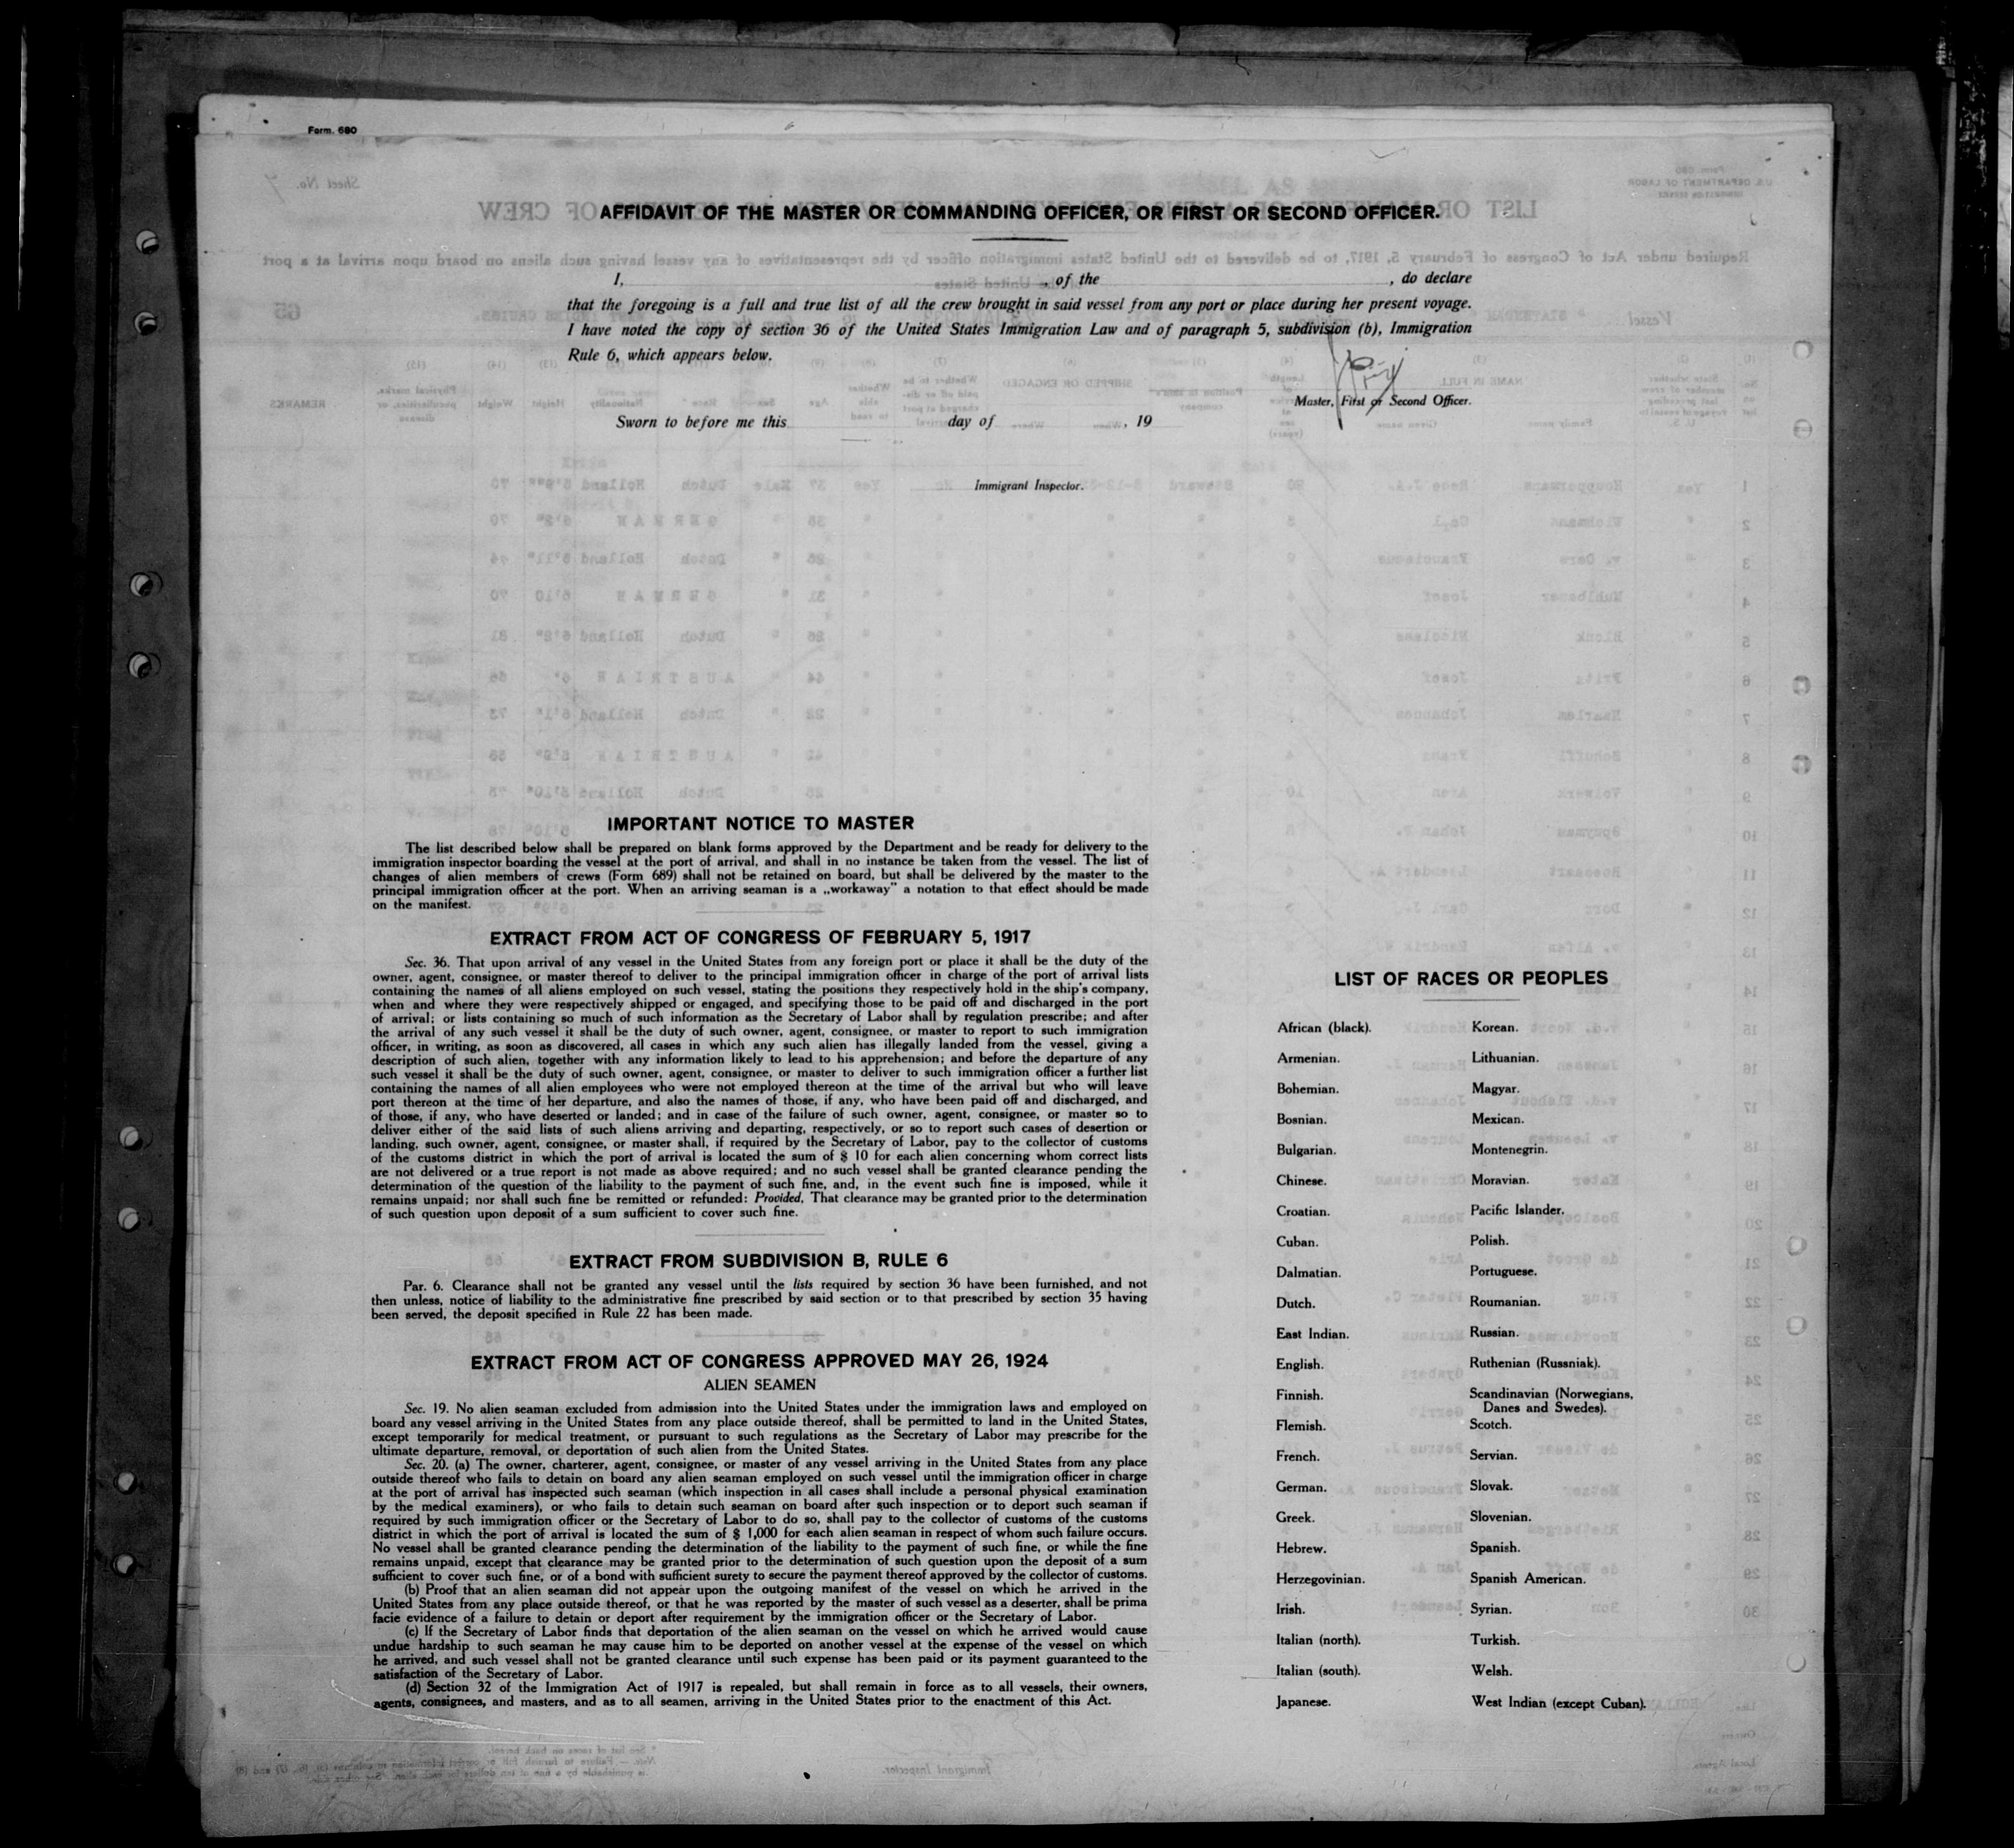 Form. 680
AFFIDAVIT OF THE MASTER OR COMMANDING OFFICER, OR FIRST OR SECOND OFFICER.
I, , of the , do declare
that the foregoing is a full and true list of all the crew brought in said vessel from any port or place during her present voyage.
I have noted the copy of section 36 of the United States Immigration Law and of paragraph 5, subdivision (b), Immigration
Rule 6, which appears below.
Master, First or Second Officer.
Sworn to before me this day of , 19
Immigrant Inspector.
IMPORTANT NOTICE TO MASTER
The list described below shall be prepared on blank forms approved by the Department and be ready for delivery to the
immigration inspector boarding the vessel at the port of arrival, and shall in no instance be taken from the vessel. The list of
changes of alien members of crews (Form 689) shall not be retained on board, but shall be delivered by the master to the
principal immigration officer at the port. When an arriving seaman is a „workaway" a notation to that effect should be made
on the manifest.
EXTRACT FROM ACT OF CONGRESS OF FEBRUARY 5, 1917
Sec. 36. That upon arrival of any vessel in the United States from any foreign port or place it shall be the duty of the
owner, agent, consignee, or master thereof to deliver to the principal immigration officer in charge of the port of arrival lists
containing the names of all aliens employed on such vessel, stating the positions they respectively hold in the ship's company,
when and where they were respectively shipped or engaged, and specifying those to be paid off and discharged in the port
of arrival; or lists containing so much of such information as the Secretary of Labor shall by regulation prescribe; and after
the arrival of any such vessel it shall be the duty of such owner, agent, consignee, or master to report to such immigration
officer, in writing, as soon as discovered, all cases in which any such alien has illegally landed from the vessel, giving a
description of such alien, together with any information likely to lead to his apprehension; and before the departure of any
such vessel it shall be the duty of such owner, agent, consignee, or master to deliver to such immigration officer a further list
containing the names of all alien employees who were not employed thereon at the time of the arrival but who will leave
port thereon at the time of her departure, and also the names of those, if any, who have been paid off and discharged, and
of those, if any, who have deserted or landed; and in case of the failure of such owner, agent, consignee, or master so to
deliver either of the said lists of such aliens arriving and departing, respectively, or so to report such cases of desertion or
landing, such owner, agent, consignee, or master shall, if required by the Secretary of Labor, pay to the collector of customs
of the customs district in which the port of arrival is located the sum of $ 10 for each alien concerning whom correct lists
are not delivered or a true report is not made as above required; and no such vessel shall be granted clearance pending the
determination of the question of the liability to the payment of such fine, and, in the event such fine is imposed, while it
remains unpaid; nor shall such fine be remitted or refunded: Provided, That clearance may be granted prior to the determination
of such question upon deposit of a sum sufficient to cover such fine.
EXTRACT FROM SUBDIVISION B, RULE 6
Par. 6. Clearance shall not be granted any vessel until the lists required by section 36 have been furnished, and not
then unless, notice of liability to the administrative fine prescribed by said section or to that prescribed by section 35 having
been served, the deposit specified in Rule 22 has been made.
EXTRACT FROM ACT OF CONGRESS APPROVED MAY 26, 1924
ALIEN SEAMEN
Sec. 19. No alien seaman excluded from admission into the United States under the immigration laws and employed on
board any vessel arriving in the United States from any place outside thereof, shall be permitted to land in the United States,
except temporarily for medical treatment, or pursuant to such regulations as the Secretary of Labor may prescribe for the
ultimate departure, removal, or deportation of such alien from the United States.
Sec. 20. (a) The owner, charterer, agent, consignee, or master of any vessel arriving in the United States from any place
outside thereof who fails to detain on board any alien seaman employed on such vessel until the immigration officer in charge
at the port of arrival has inspected such seaman (which inspection in all cases shall include a personal physical examination
by the medical examiners), or who fails to detain such seaman on board after such inspection or to deport such seaman if
required by such immigration officer or the Secretary of Labor to do so, shall pay to the collector of customs of the customs
district in which the port of arrival is located the sum of $ 1,000 for each alien seaman in respect of whom such failure occurs.
No vessel shall be granted clearance pending the determination of the liability to the payment of such fine, or while the fine
remains unpaid, except that clearance may be granted prior to the determination of such question upon the deposit of a sum
sufficient to cover such fine, or of a bond with sufficient surety to secure the payment thereof approved by the collector of customs.
(b) Proof that an alien seaman did not appear upon the outgoing manifest of the vessel on which he arrived in the
United States from any place outside thereof, or that he was reported by the master of such vessel as a deserter, shall be prima
facie evidence of a failure to detain or deport after requirement by the immigration officer or the Secretary of Labor.
(c) If the Secretary of Labor finds that deportation of the alien seaman on the vessel on which he arrived would cause
undue hardship to such seaman he may cause him to be deported on another vessel at the expense of the vessel on which
he arrived, and such vessel shall not be granted clearance until such expense has been paid or its payment guaranteed to the
satisfaction of the Secretary of Labor.
(d) Section 32 of the Immigration Act of 1917 is repealed, but shall remain in force as to all vessels, their owners,
agents, consignees, and masters, and as to all seamen, arriving in the United States prior to the enactment of this Act.
LIST OF RACES OR PEOPLES
African (black). Korean.
Armenian. Lithuanian.
Bohemian. Magyar.
Bosnian. Mexican.
Bulgarian. Montenegrin.
Chinese. Moravian.
Croatian. Pacific Islander.
Cuban. Polish.
Dalmatian. Portuguese.
Dutch. Roumanian.
East Indian. Russian.
English. Ruthenian (Russniak).
Finnish. Scandinavian (Norwegians,
Danes and Swedes).
Flemish. Scotch.
French. Servian.
German. Slovak.
Greek. Slovenian.
Hebrew. Spanish.
Herzegovinian. Spanish American.
Irish. Syrian.
Italian (north). Turkish.
Italian (south). Welsh.
Japanese. West Indian (except Cuban).